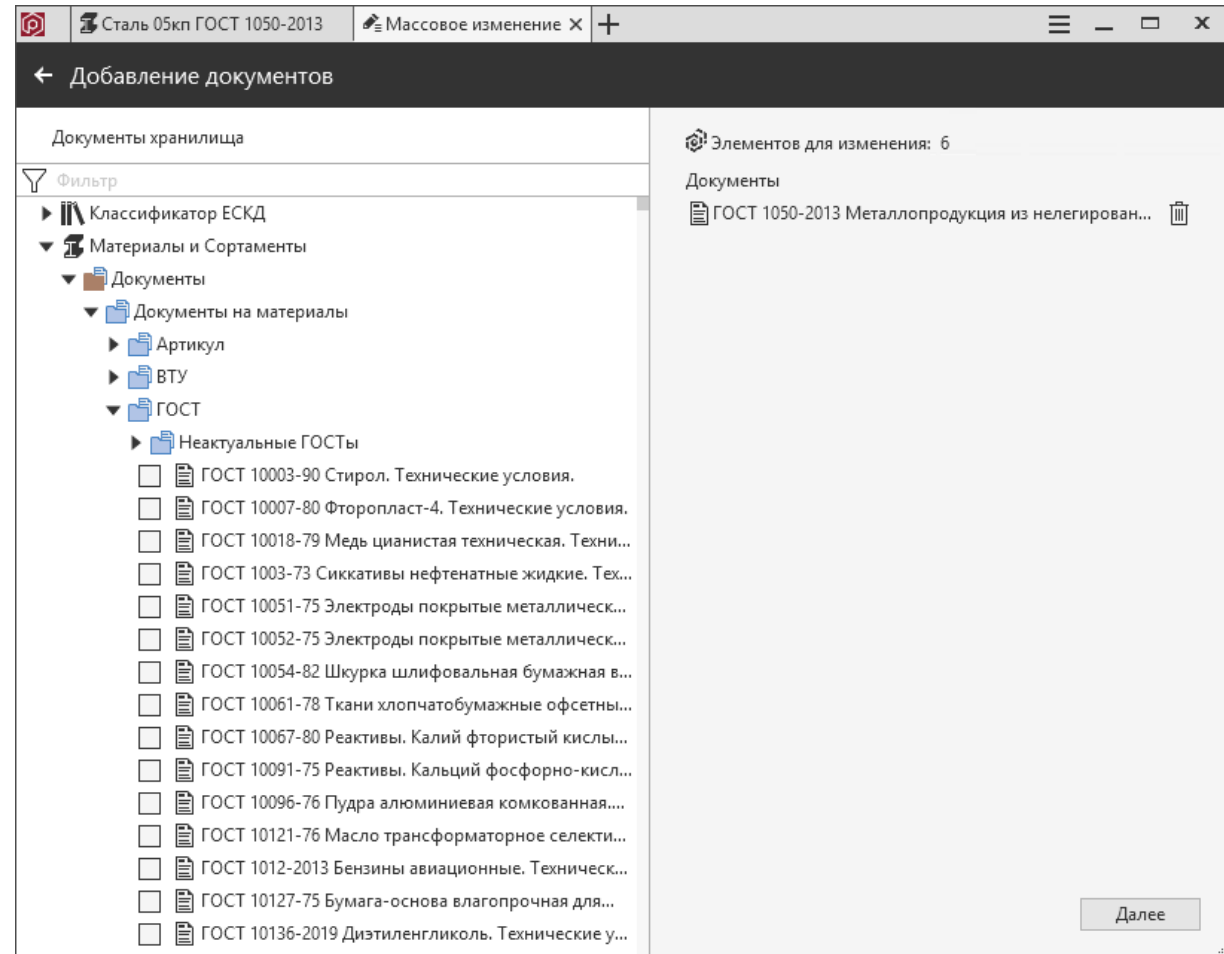 Сталь 05кп ГОСТ 1050-2013
Массовое изменение
Добавление документов
Документы хранилища
Фильтр
Классификатор ЕСКД
Материалы и Сортаменты
Документы
Документы на материалы
Артикул
ВТУ
ГОСТ
Неактуальные ГОСТы
ГОСТ 10003-90 Стирол. Технические условия.
ГОСТ 10007-80 Фторопласт-4. Технические условия.
ГОСТ 10018-79 Медь цианистая техническая. Техни...
ГОСТ 1003-73 Сиккативы нефтенатные жидкие. Тех...
ГОСТ 10051-75 Электроды покрытые металлическ...
ГОСТ 10052-75 Электроды покрытые металлическ...
ГОСТ 10054-82 Шкурка шлифовальная бумажная в...
ГОСТ 10061-78 Ткани хлопчатобумажные офсетны...
ГОСТ 10067-80 Реактивы. Калий фтористый кислы...
ГОСТ 10091-75 Реактивы. Кальций фосфорно-кисл...
ГОСТ 10096-76 Пудра алюминиевая комкованная....
ГОСТ 10121-76 Масло трансформаторное селекти...
ГОСТ 1012-2013 Бензины авиационные. Техническ...
ГОСТ 10127-75 Бумага-основа влагопрочная для...
ГОСТ 10136-2019 Диэтиленгликоль. Технические у...
Элементов для изменения: 6
Документы
ГОСТ 1050-2013 Металлопродукция из нелегирован...
Далее